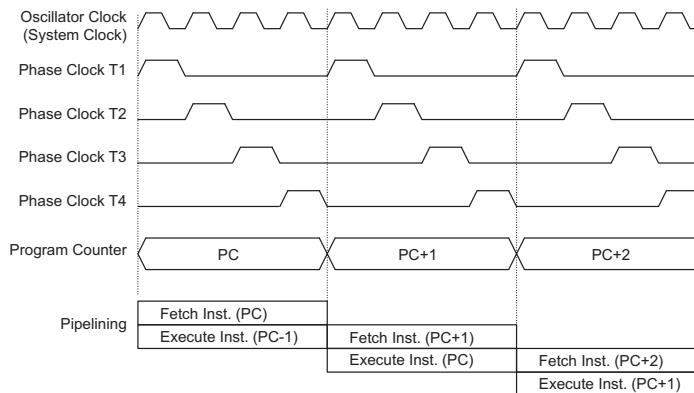 Oscillator Clock
(System Clock)
Phase Clock T1
Phase Clock T2
Phase Clock T3
Phase Clock T4
Program Counter
PC
PC+1
PC+2
Pipelining
Fetch Inst. (PC)
Execute Inst. (PC-1)
Fetch Inst. (PC+1)
Execute Inst. (PC)
Fetch Inst. (PC+2)
Execute Inst. (PC+1)